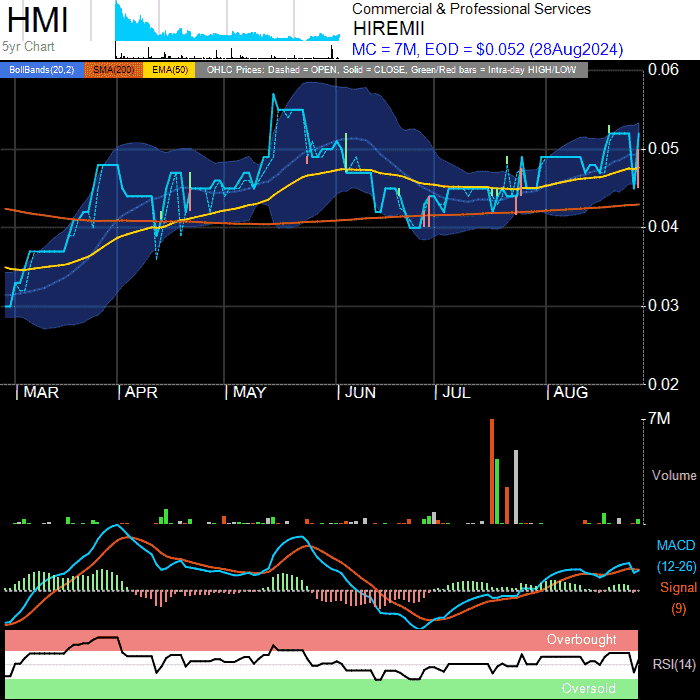 HMI
5yr Chart
Commercial & Professional Services
HIREMII
MC = 7M, EOD = $0.052 (28Aug2024)
BollBands(20,2) SMA(200) EMA(50) OHLC Prices: Dashed = OPEN, Solid = CLOSE, Green/Red bars = Intra-day HIGH/LOW
0.06
0.05
0.04
0.03
0.02
| MAR | APR | MAY | JUN | JUL | AUG
7M
Volume
MACD
(12-26)
Signal
(9)
Overbought
RSI(14)
Oversold